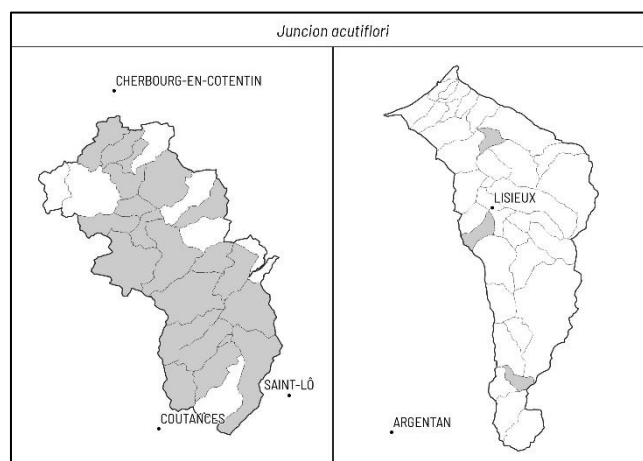 Juncion acutiflori
CHERBOURG-EN-COTENTIN
SAINT-LÔ
COUTANCES
LISIEUX
ARGENTAN